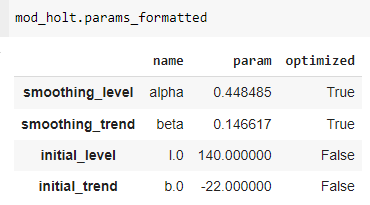 mod_holt.params_formatted
name param optimized
smoothing_level alpha 0.448485 True
smoothing_trend beta 0.146617 True
initial_level l.0 140.000000 False
initial_trend b.0 -22.000000 False